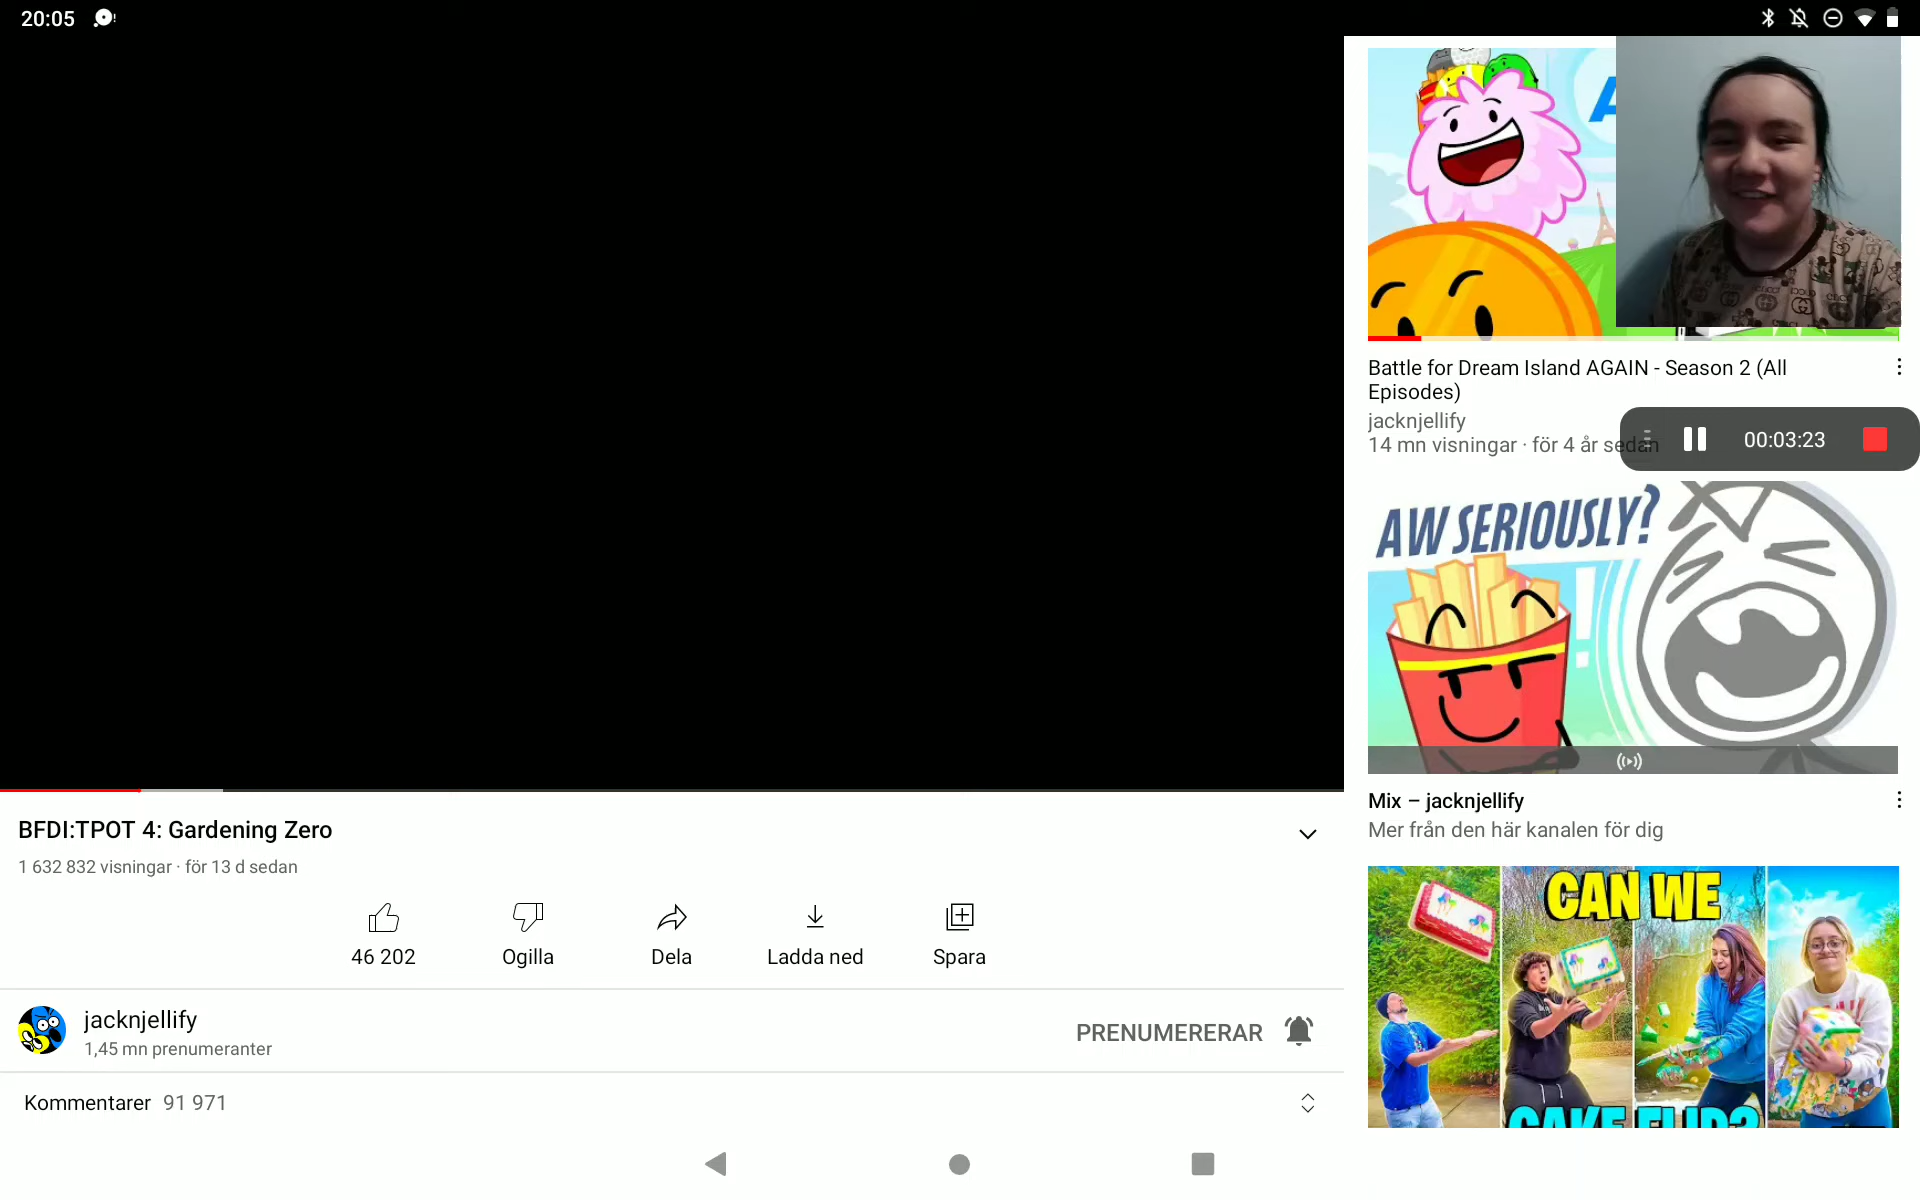 20:05
A
Battle for Dream Island AGAIN - Season 2 (All
Episodes)
jacknjellify
14 mn visningar · för 4 år sedan
00:03:23
AW SERIOUSLY?
!
Mix – jacknjellify
Mer från den här kanalen för dig
CAN WE
CAKE FLIP?
BFDI:TPOT 4: Gardening Zero
1 632 832 visningar · för 13 d sedan
46 202
Ogilla
Dela
Ladda ned
Spara
jacknjellify
1,45 mn prenumeranter
PRENUMERERAR
Kommentarer 91 971